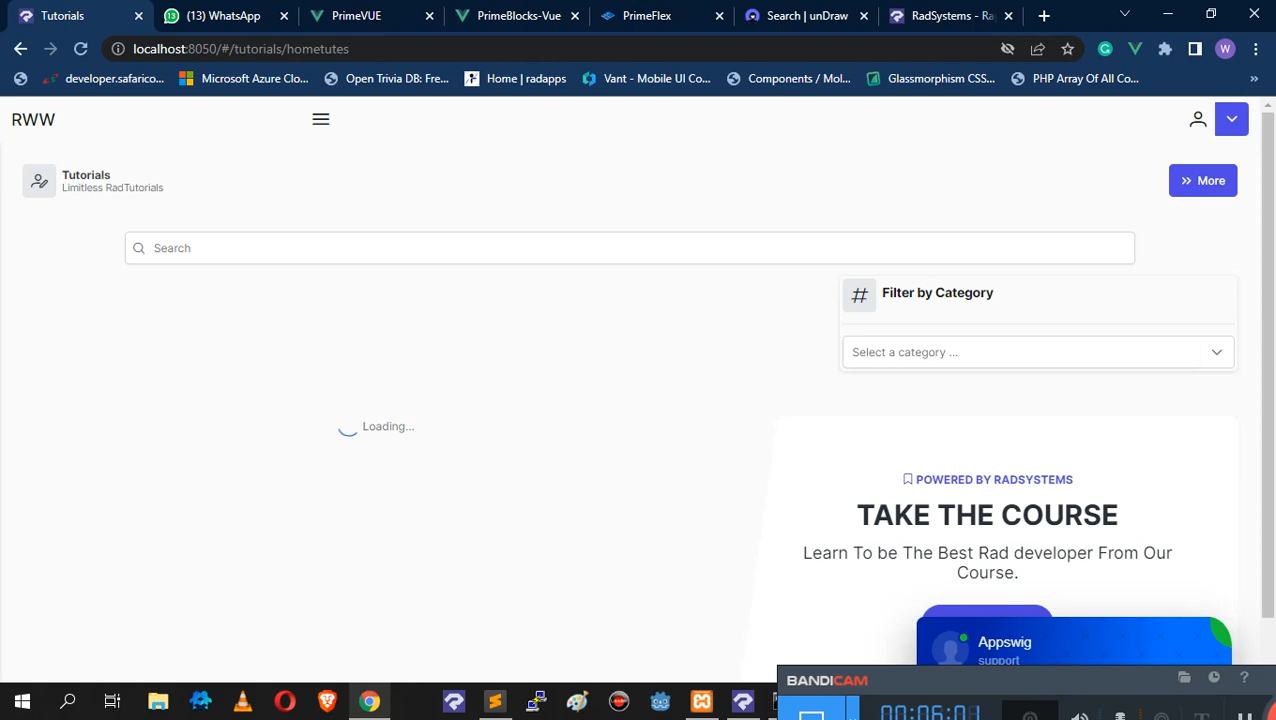 Tutorials
(13) WhatsApp
PrimeVUE
PrimeBlocks-Vue
PrimeFlex
Search | unDraw
RadSystems - Ra
localhost:8050/#/tutorials/hometutes
W
developer.safarico...
Microsoft Azure Clo...
Open Trivia DB: Fre...
Home | radapps
Vant - Mobile UI Co...
Components / Mol...
Glassmorphism CSS...
PHP Array Of All Co...
RWW
Tutorials
Limitless RadTutorials
More
Search
Filter by Category
Select a category ...
Loading...
POWERED BY RADSYSTEMS
TAKE THE COURSE
Learn To be The Best Rad developer From Our
Course.
Appswig
support
BANDICAM
00:06:01